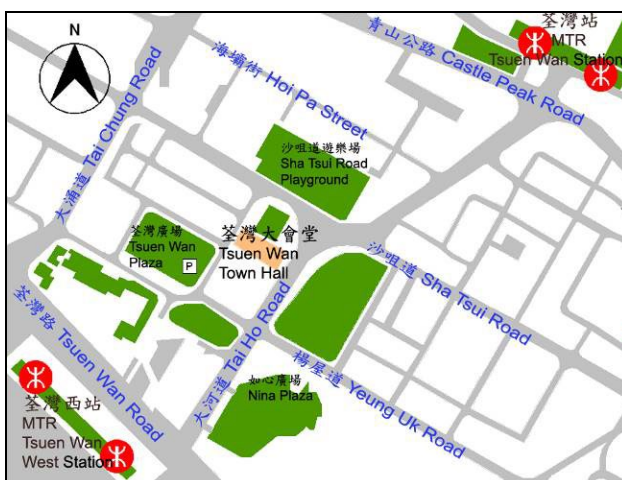 荃灣站
MTR
Tsuen Wan Station
青山公路 Castle Peak Road
海壩街 Hoi Pa Street
N
大涌道 Tai Chung Road
沙咀道遊樂場
Sha Tsui Road
Playground
荃灣廣場
Tsuen Wan
Plaza
P
荃灣大會堂
Tsuen Wan
Town Hall
沙咀道 Sha Tsui Road
荃灣路 Tsuen Wan Road
大河道 Tai Ho Road
楊屋道 Yeung Uk Road
如心廣場
Nina Plaza
荃灣西站
MTR
Tsuen Wan
West Station